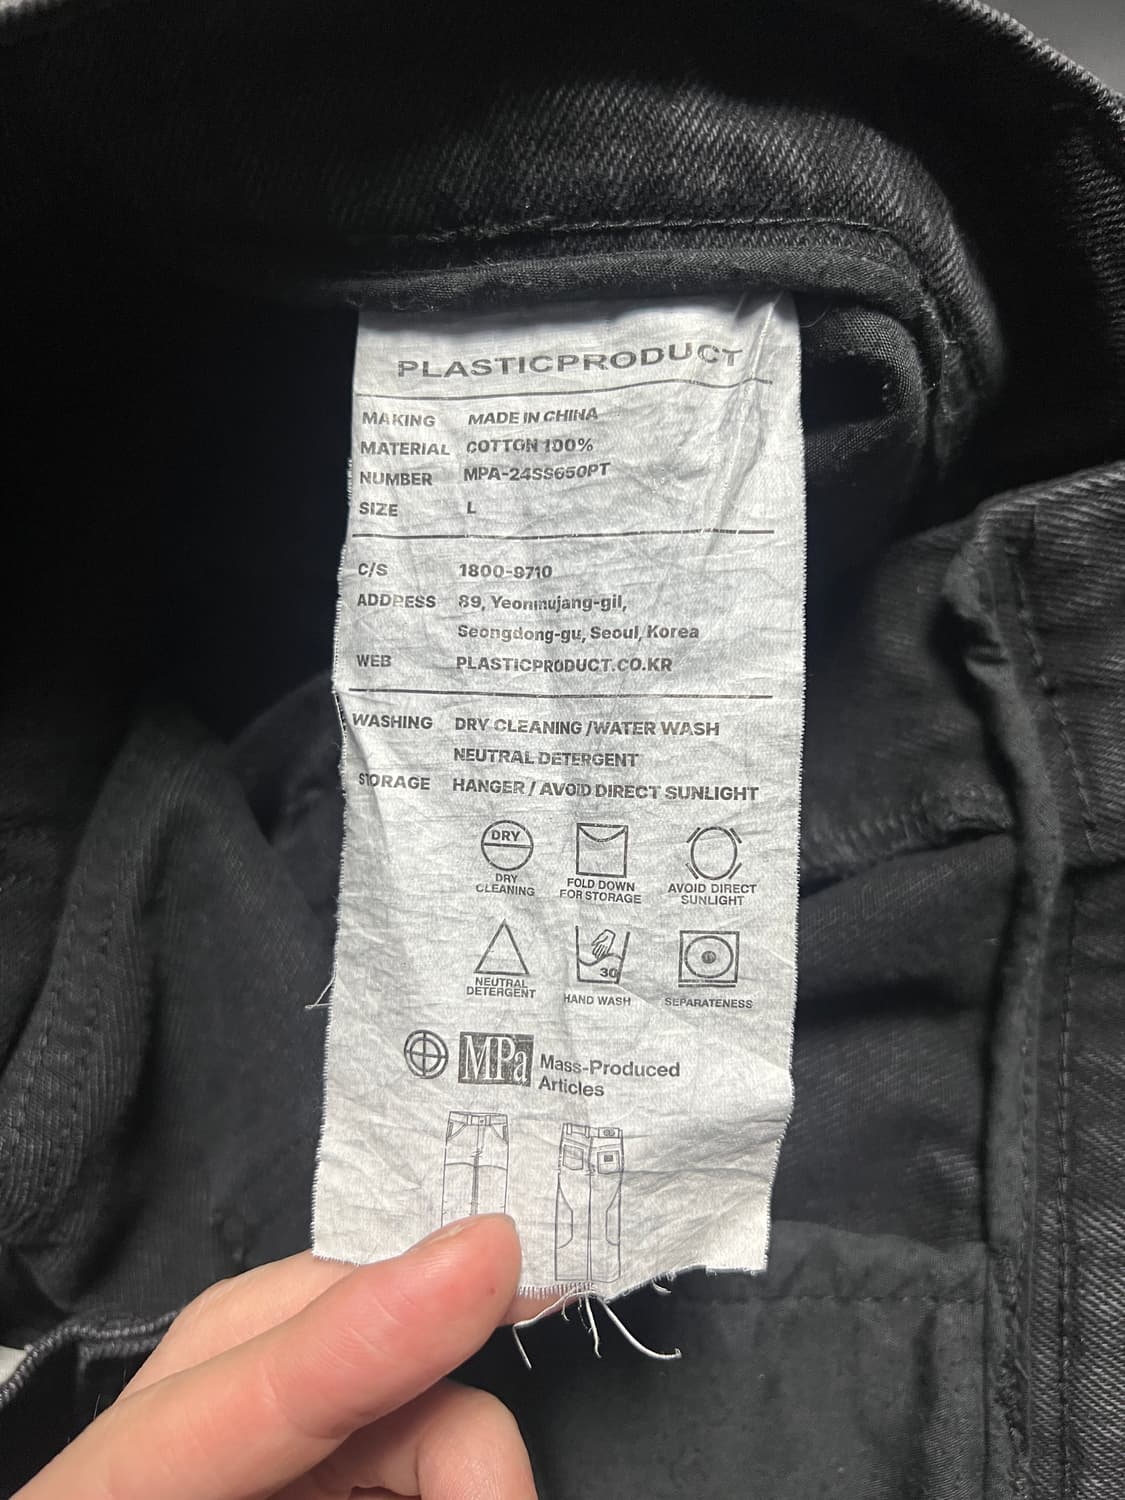 PLASTICPRODUCT
MAKING MADE IN CHINA
MATERIAL COTTON 100%
NUMBER MPA-24SS650PT
SIZE L
C/S 1800-9710
ADDRESS 89, Yeonmujang-gil,
Seongdong-gu, Seoul, Korea
WEB PLASTICPRODUCT.CO.KR
WASHING DRY CLEANING /WATER WASH
NEUTRAL DETERGENT
STORAGE HANGER / AVOID DIRECT SUNLIGHT
DRY
DRY
CLEANING
FOLD DOWN
FOR STORAGE
AVOID DIRECT
SUNLIGHT
NEUTRAL
DETERGENT
30
HAND WASH
SEPARATENESS
MPa Mass-Produced
Articles